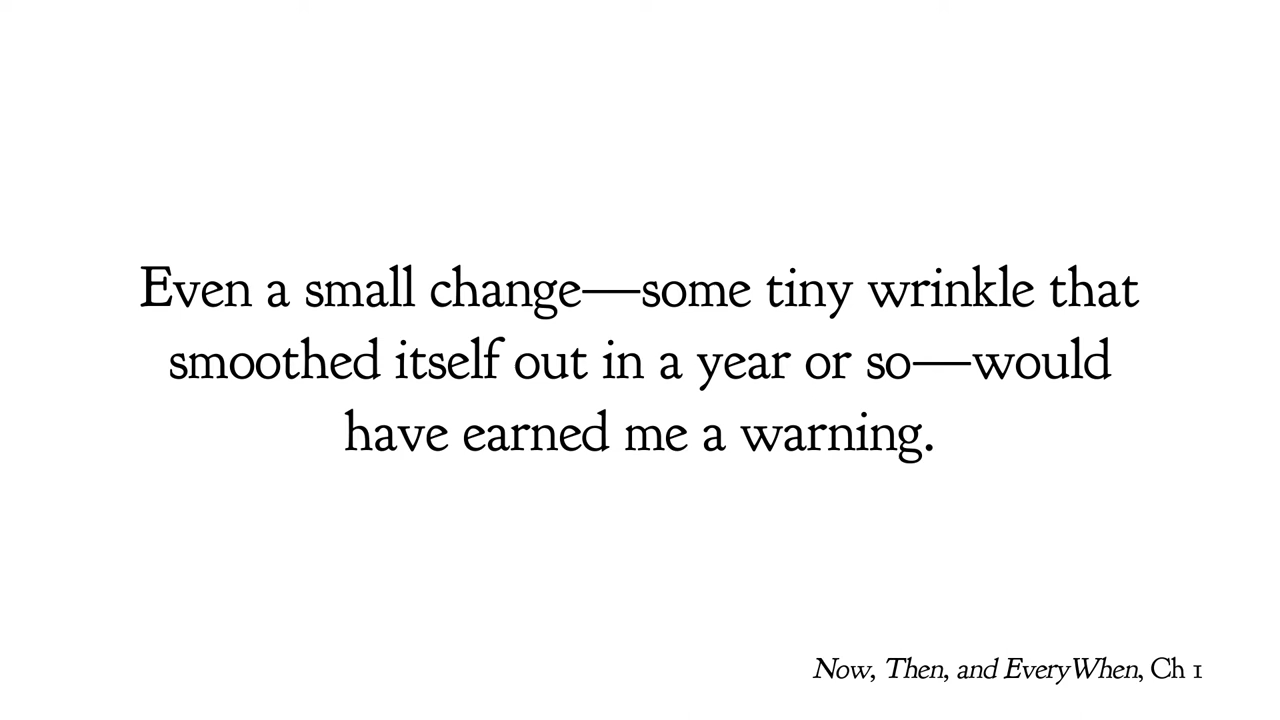 Even a small change—some tiny wrinkle that
smoothed itself out in a year or so—would
have earned me a warning.
Now, Then, and EveryWhen, Ch 1